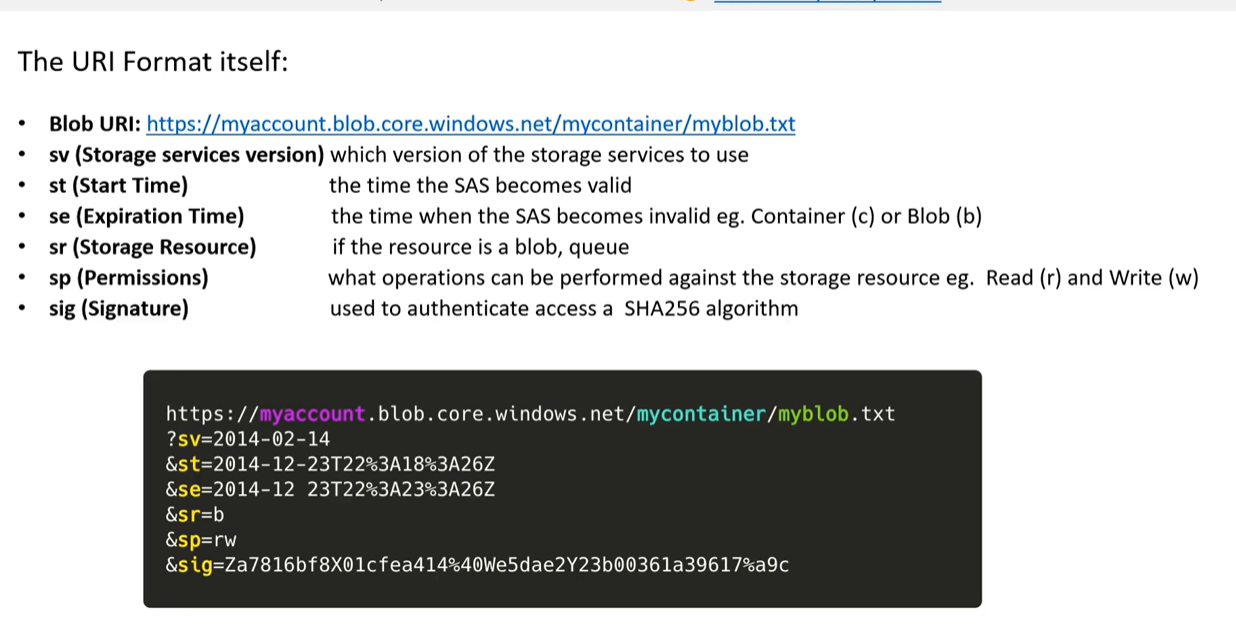 The URI Format itself:
• Blob URI: https://myaccount.blob.core.windows.net/mycontainer/myblob.txt
• sv (Storage services version) which version of the storage services to use
• st (Start Time) the time the SAS becomes valid
• se (Expiration Time) the time when the SAS becomes invalid eg. Container (c) or Blob (b)
• sr (Storage Resource) if the resource is a blob, queue
• sp (Permissions) what operations can be performed against the storage resource eg. Read (r) and Write (w)
• sig (Signature) used to authenticate access a SHA256 algorithm
https://myaccount.blob.core.windows.net/mycontainer/myblob.txt
?sv=2014-02-14
&st=2014-12-23T22%3A18%3A26Z
&se=2014-12 23T22%3A23%3A26Z
&sr=b
&sp=rw
&sig=Za7816bf8X01cfea414%40We5dae2Y23b00361a39617%a9c